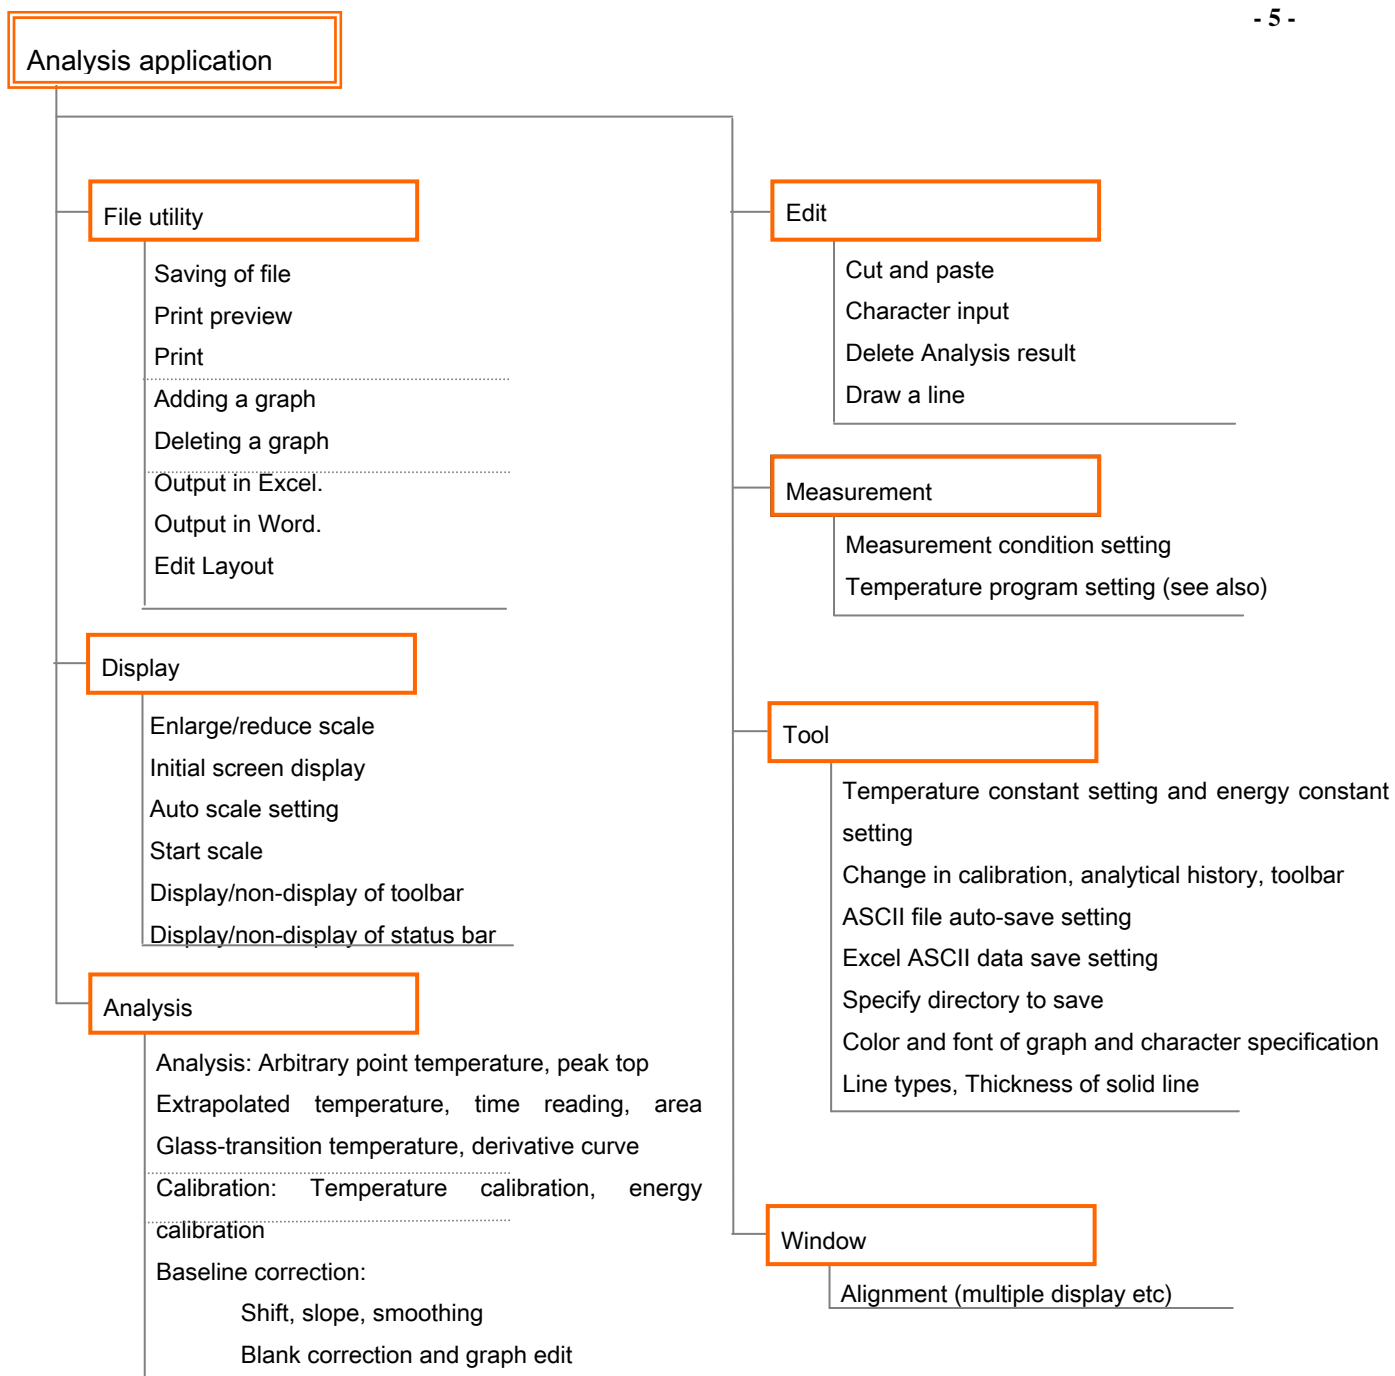 - 5 -
Analysis application
File utility
Saving of file
Print preview
Print
Adding a graph
Deleting a graph
Output in Excel.
Output in Word.
Edit Layout
Display
Enlarge/reduce scale
Initial screen display
Auto scale setting
Start scale
Display/non-display of toolbar
Display/non-display of status bar
Analysis
Analysis: Arbitrary point temperature, peak top
Extrapolated temperature, time reading, area
Glass-transition temperature, derivative curve
Calibration: Temperature calibration, energy
calibration
Baseline correction:
Shift, slope, smoothing
Blank correction and graph edit
Edit
Cut and paste
Character input
Delete Analysis result
Draw a line
Measurement
Measurement condition setting
Temperature program setting (see also)
Tool
Temperature constant setting and energy constant
setting
Change in calibration, analytical history, toolbar
ASCII file auto-save setting
Excel ASCII data save setting
Specify directory to save
Color and font of graph and character specification
Line types, Thickness of solid line
Window
Alignment (multiple display etc)